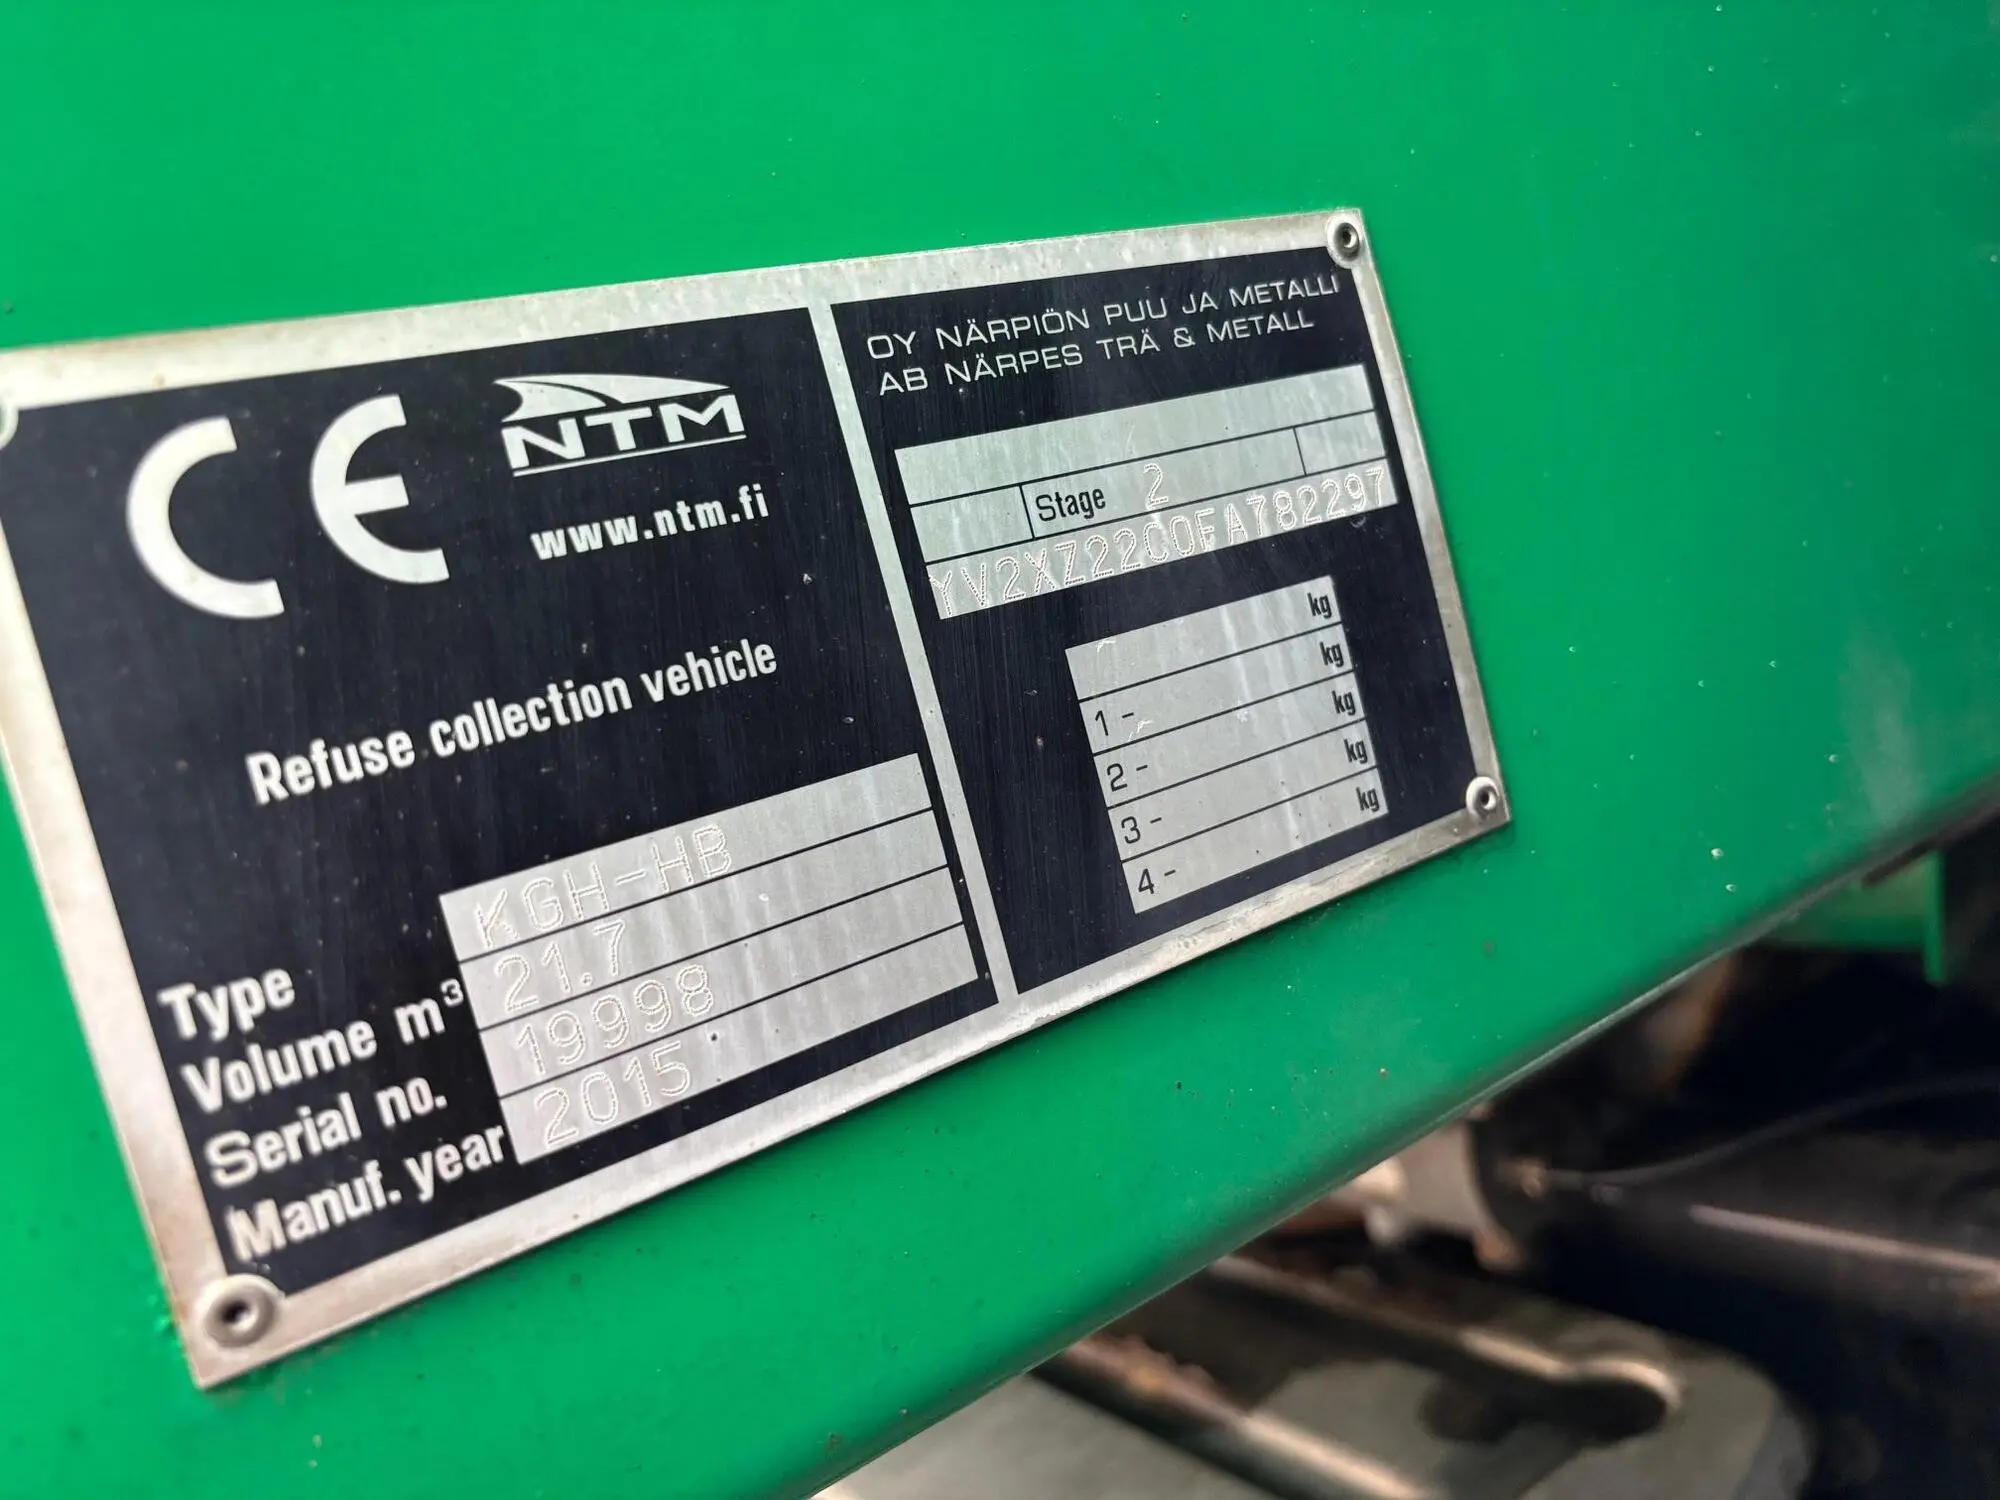 CE
NTM
www.ntm.fi
Refuse collection vehicle
Type KGH-HB
Volume m³ 21.7
Serial no. 19998
Manuf. year 2015
OY NÄRPIÖN PUU JA METALLI
AB NÄRPES TRÄ & METALL
Stage 2
YV2XZ22C0FA782297
kg
1 - kg
2 - kg
3 - kg
4 - kg